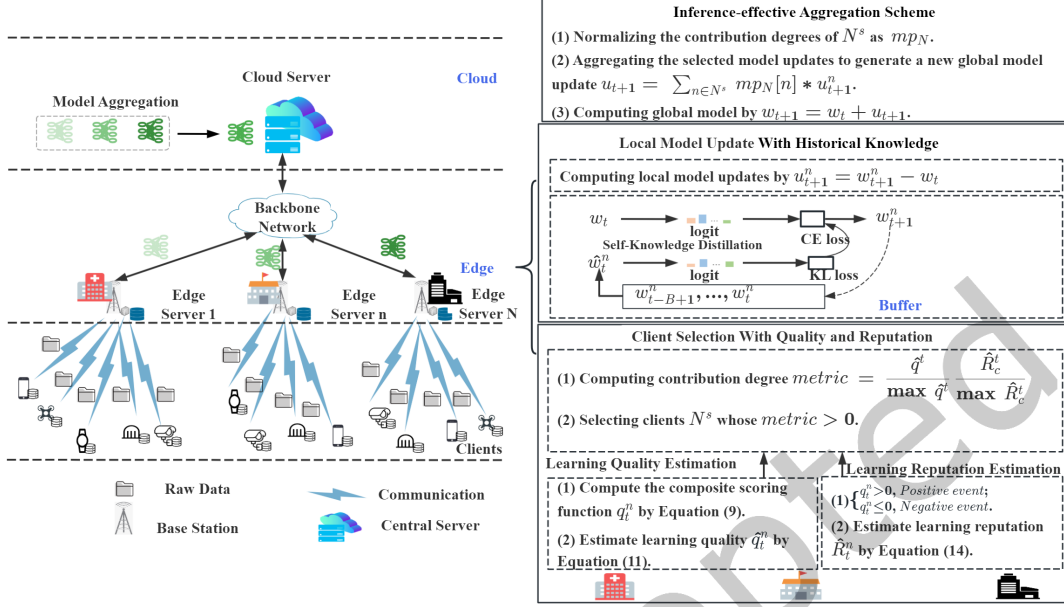 Cloud Server
Cloud
Model Aggregation
Backbone
Network
Edge
Edge
Server 1
Edge
Server n
Edge
Server N
Clients
Raw Data
Communication
Base Station
Central Server
Inference-effective Aggregation Scheme
(1) Normalizing the contribution degrees of N^s as mp_N.
(2) Aggregating the selected model updates to generate a new global model
update u_{t+1} = ∑_{n∈N^s} mp_N[n] * u^n_{t+1}.
(3) Computing global model by w_{t+1} = w_t + u_{t+1}.
Local Model Update With Historical Knowledge
Computing local model updates by u^n_{t+1} = w^n_{t+1} − w_t
w_t
...
logit
CE loss
w^n_{t+1}
Self-Knowledge Distillation
ŵ^n_t
...
logit
KL loss
w^n_{t−B+1}, ..., w^n_t
Buffer
Client Selection With Quality and Reputation
(1) Computing contribution degree metric = \frac{q̂^t}{max q̂^t} \frac{R̂^t_c}{max R̂^t_c}
(2) Selecting clients N^s whose metric > 0.
Learning Quality Estimation
Learning Reputation Estimation
(1) Compute the composite scoring
function q^n_t by Equation (9).
(2) Estimate learning quality q̂^n_t by
Equation (11).
(1){ q^n_t>0, Positive event;
q^n_t≤0, Negative event.
(2) Estimate learning reputation
R̂^n_t by Equation (14).
epted